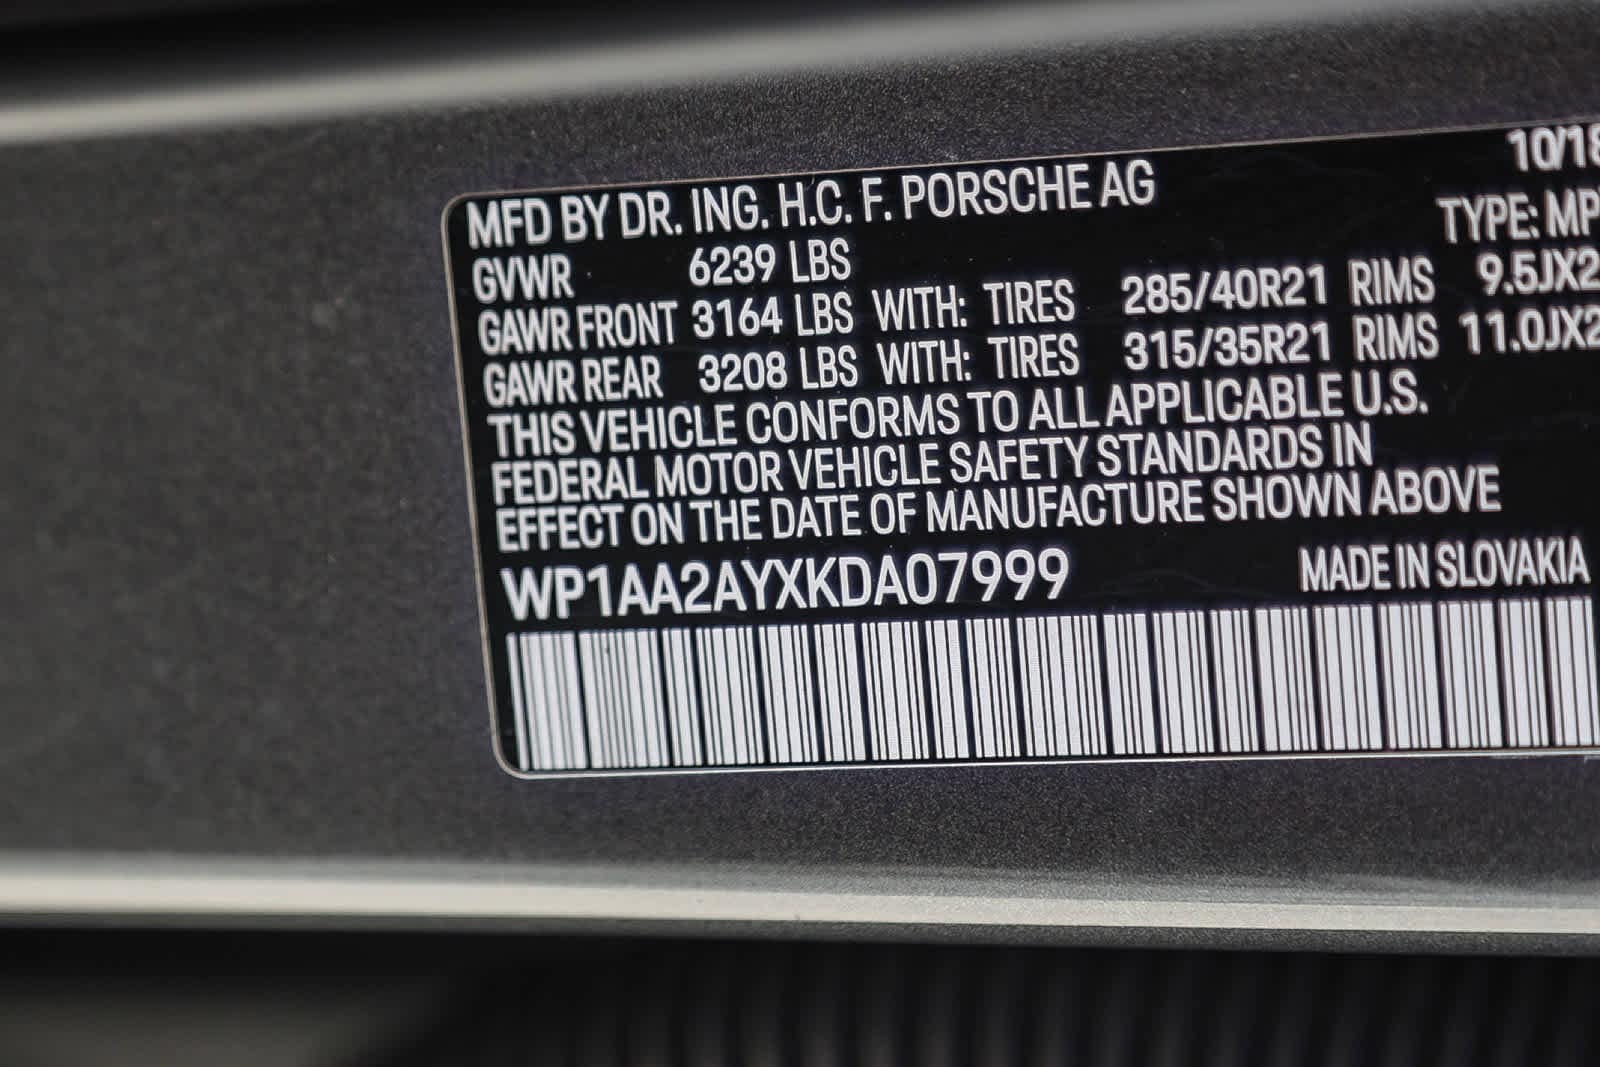 10/18
MFD BY DR. ING. H.C. F. PORSCHE AG
TYPE: MP
GVWR 6239 LBS
GAWR FRONT 3164 LBS WITH: TIRES 285/40R21 RIMS 9.5JX2
GAWR REAR 3208 LBS WITH: TIRES 315/35R21 RIMS 11.0JX2
THIS VEHICLE CONFORMS TO ALL APPLICABLE U.S.
FEDERAL MOTOR VEHICLE SAFETY STANDARDS IN
EFFECT ON THE DATE OF MANUFACTURE SHOWN ABOVE
WP1AA2AYXKDA07999 MADE IN SLOVAKIA